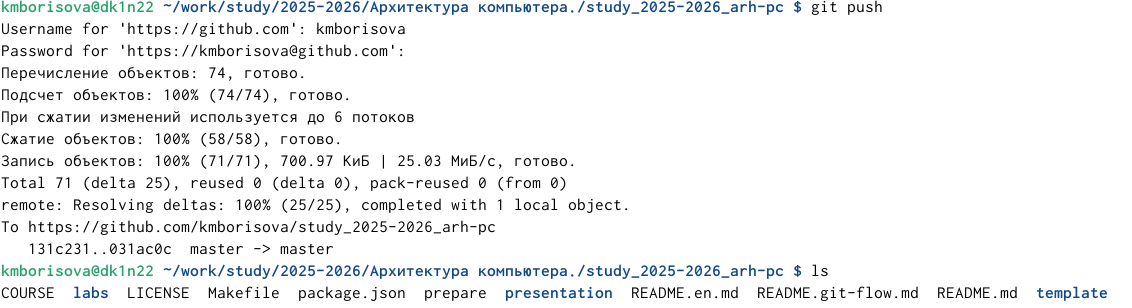 kmborisova@dk1n22 ~/work/study/2025-2026/Архитектура компьютера./study_2025-2026_arh-pc $ git push
Username for 'https://github.com': kmborisova
Password for 'https://kmborisova@github.com':
Перечисление объектов: 74, готово.
Подсчет объектов: 100% (74/74), готово.
При сжатии изменений используется до 6 потоков
Сжатие объектов: 100% (58/58), готово.
Запись объектов: 100% (71/71), 700.97 КиБ | 25.03 МиБ/с, готово.
Total 71 (delta 25), reused 0 (delta 0), pack-reused 0 (from 0)
remote: Resolving deltas: 100% (25/25), completed with 1 local object.
To https://github.com/kmborisova/study_2025-2026_arh-pc
   131c231..031ac0c  master -> master
kmborisova@dk1n22 ~/work/study/2025-2026/Архитектура компьютера./study_2025-2026_arh-pc $ ls
COURSE  labs  LICENSE  Makefile  package.json  prepare  presentation  README.en.md  README.git-flow.md  README.md  template